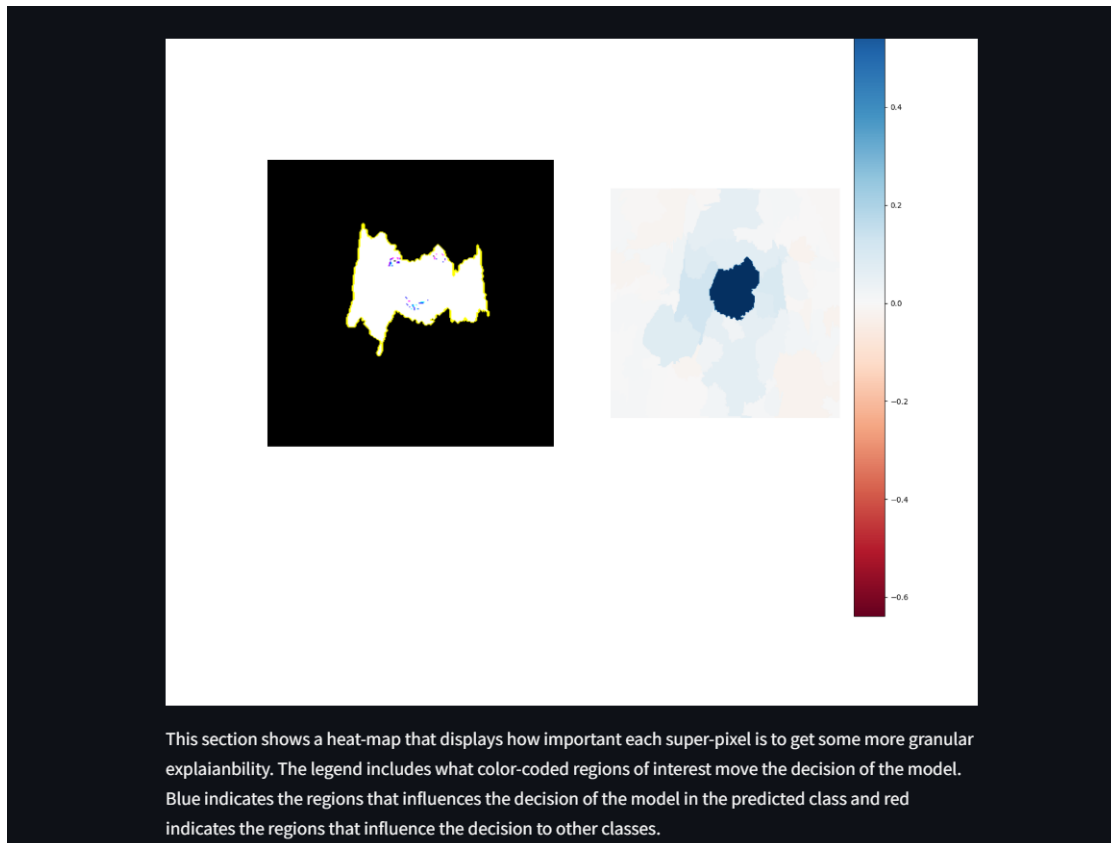 0.4
0.2
0.0
−0.2
−0.4
−0.6
This section shows a heat-map that displays how important each super-pixel is to get some more granular
explaianbility. The legend includes what color-coded regions of interest move the decision of the model.
Blue indicates the regions that influences the decision of the model in the predicted class and red
indicates the regions that influence the decision to other classes.